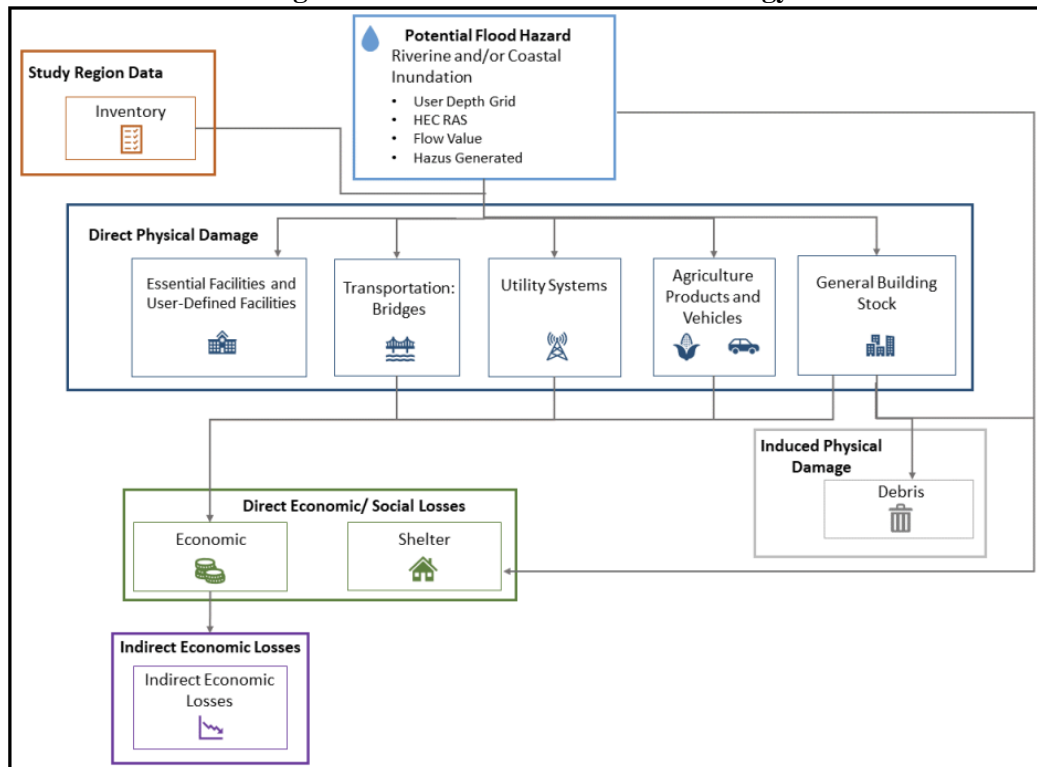 Potential Flood Hazard
Riverine and/or Coastal
Inundation
• User Depth Grid
• HEC RAS
• Flow Value
• Hazus Generated
Study Region Data
Inventory
Direct Physical Damage
Essential Facilities and
User-Defined Facilities
Transportation:
Bridges
Utility Systems
Agriculture
Products and
Vehicles
General Building
Stock
Induced Physical
Damage
Debris
Direct Economic/ Social Losses
Economic
Shelter
Indirect Economic Losses
Indirect Economic
Losses